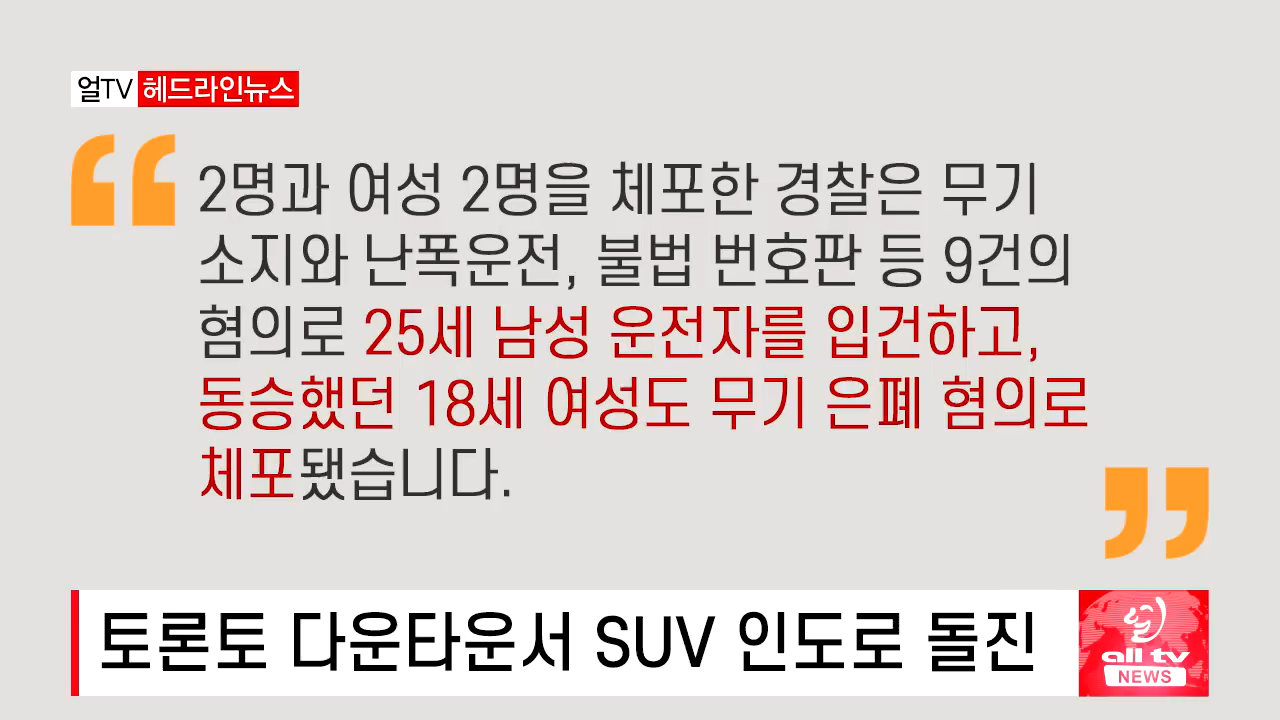 얼TV 헤드라인뉴스
2명과 여성 2명을 체포한 경찰은 무기
소지와 난폭운전, 불법 번호판 등 9건의
혐의로 25세 남성 운전자를 입건하고,
동승했던 18세 여성도 무기 은폐 혐의로
체포됐습니다.
토론토 다운타운서 SUV 인도로 돌진
얼
all tv
NEWS